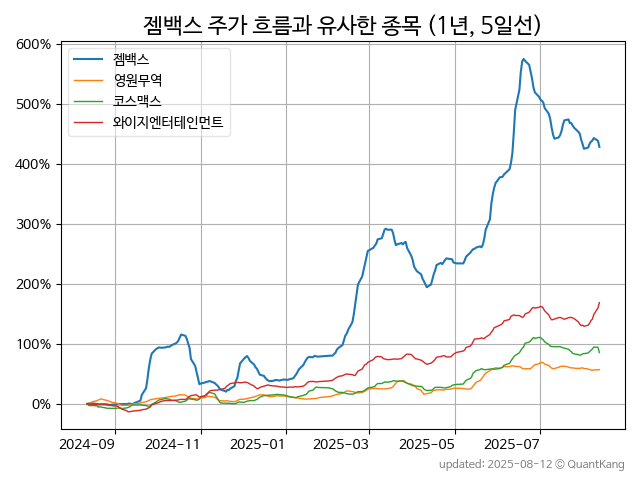 젬백스 주가 흐름과 유사한 종목 (1년, 5일선)
600%
500%
400%
300%
200%
100%
0%
젬백스
영원무역
코스맥스
와이지엔터테인먼트
2024-09 2024-11 2025-01 2025-03 2025-05 2025-07
updated: 2025-08-12 © QuantKang